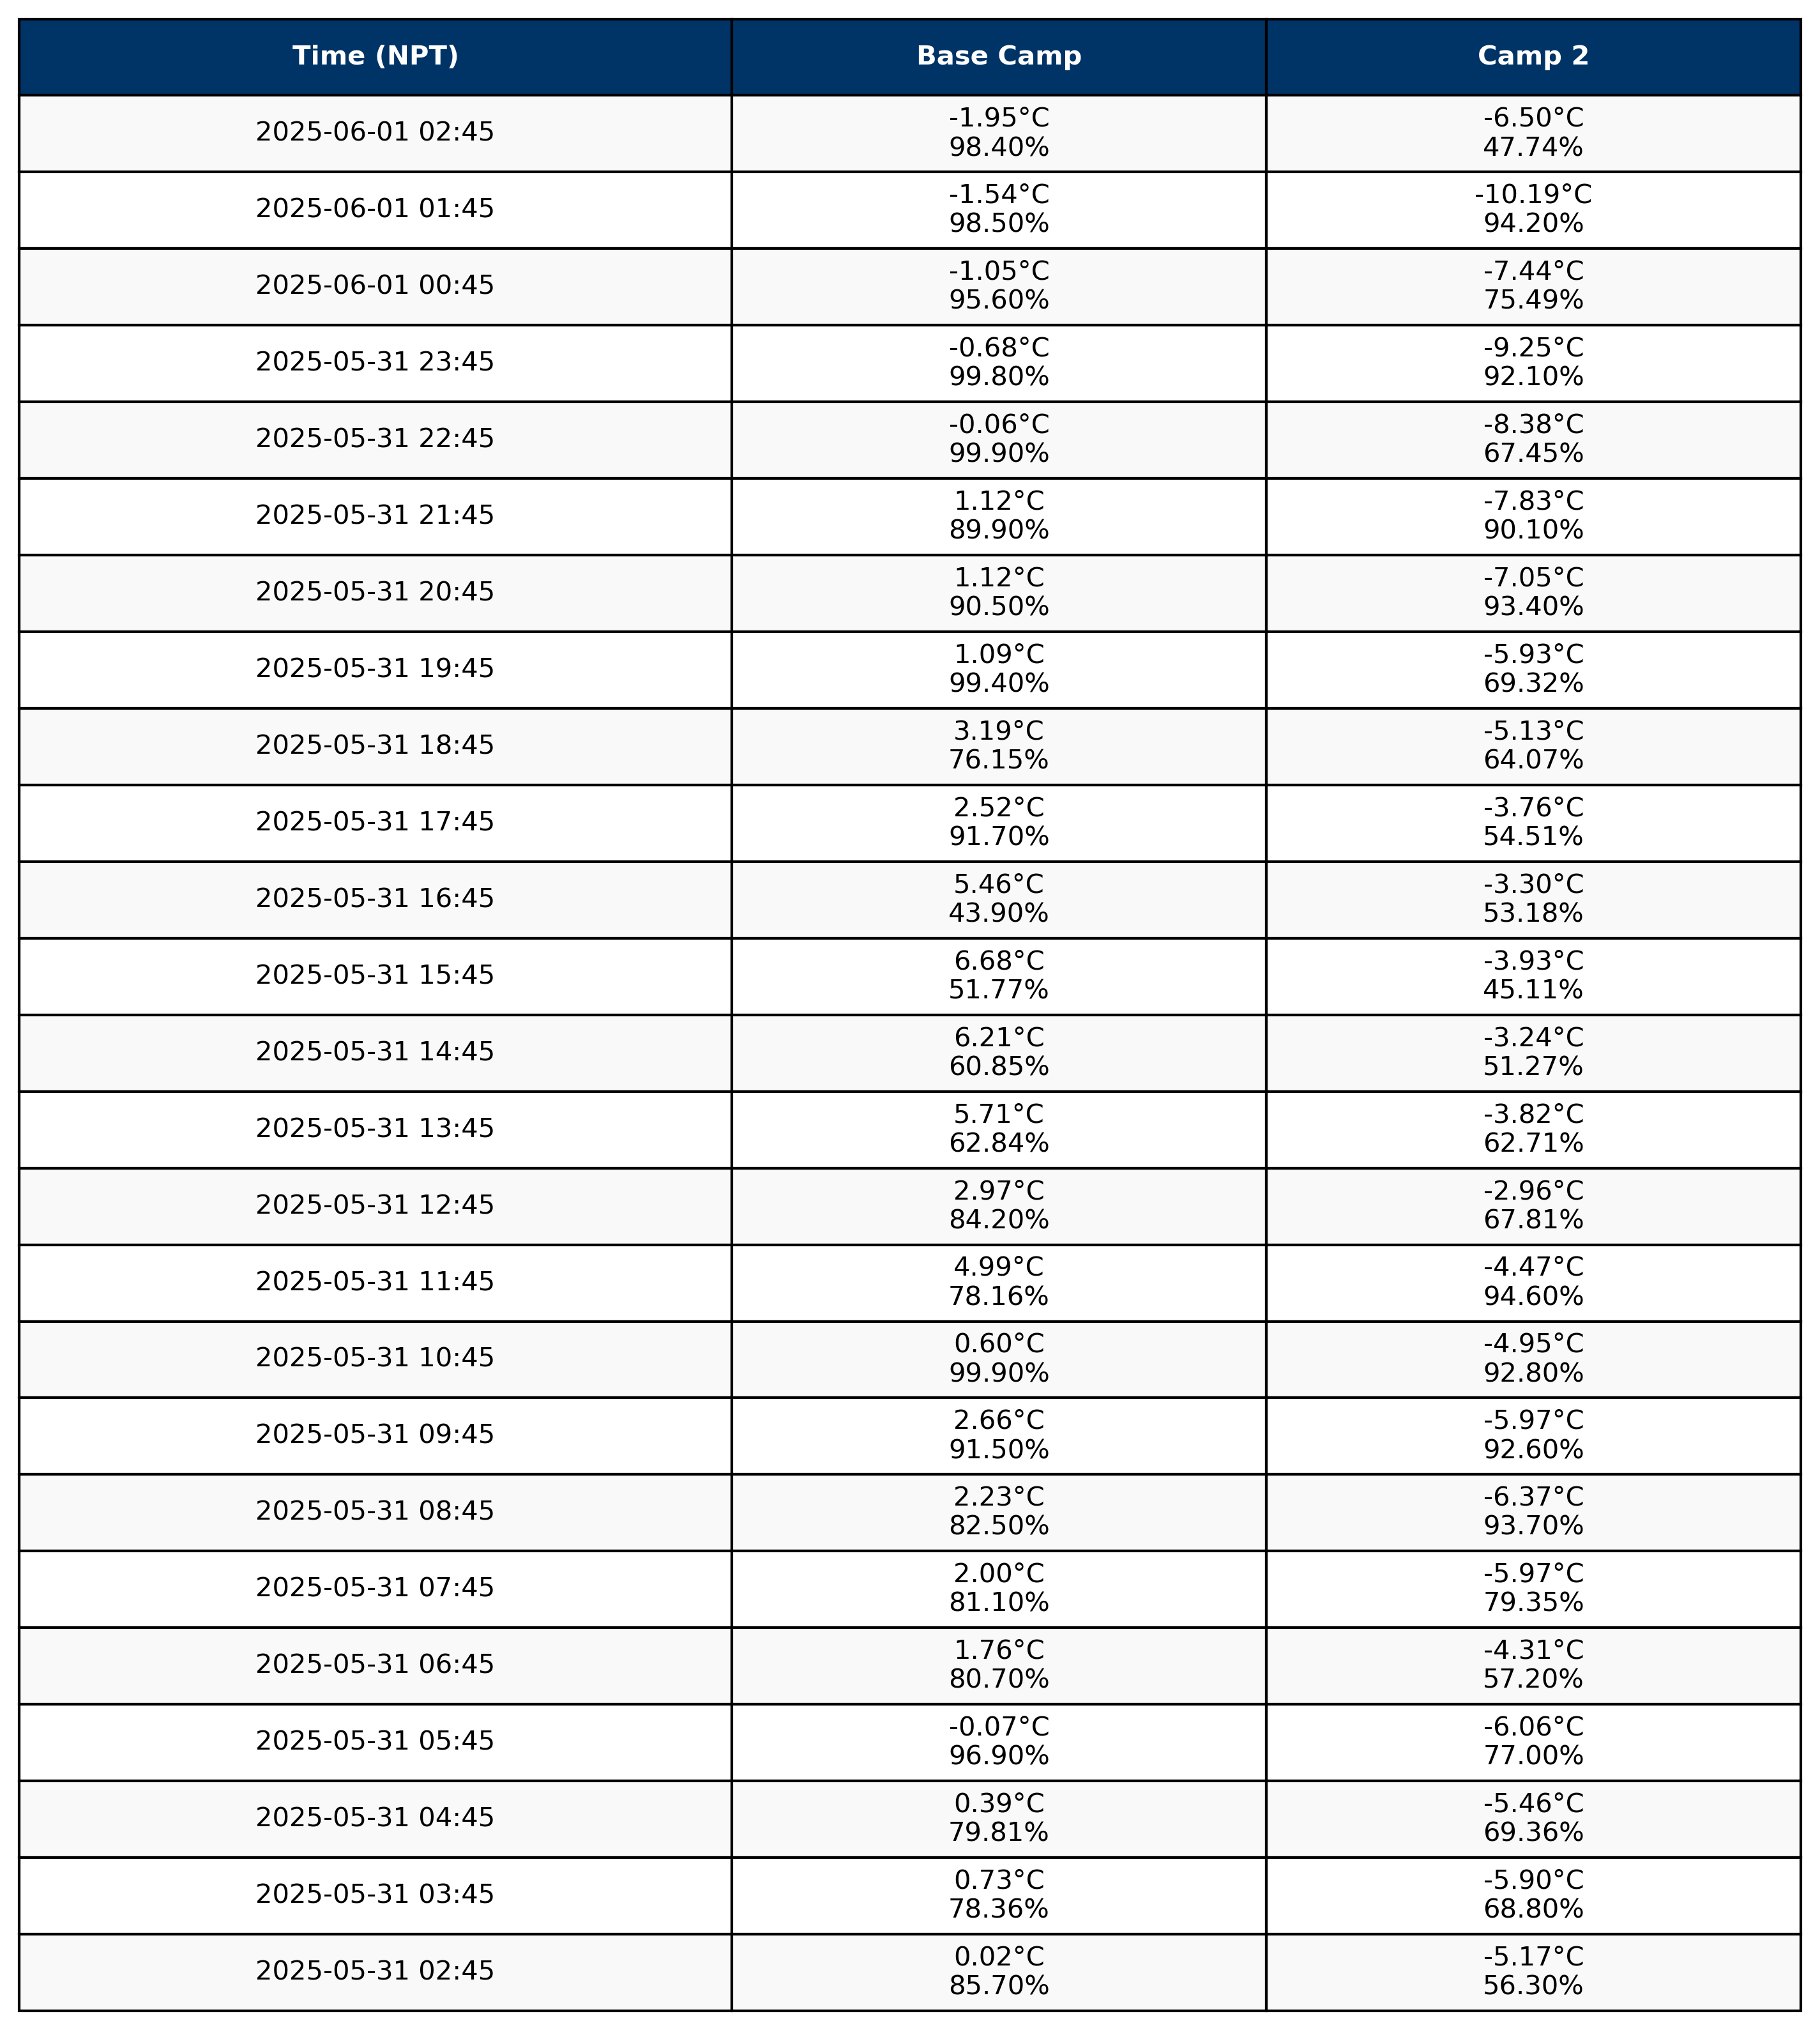 Time (NPT) Base Camp Camp 2
2025-06-01 02:45 -1.95°C 98.40% -6.50°C 47.74%
2025-06-01 01:45 -1.54°C 98.50% -10.19°C 94.20%
2025-06-01 00:45 -1.05°C 95.60% -7.44°C 75.49%
2025-05-31 23:45 -0.68°C 99.80% -9.25°C 92.10%
2025-05-31 22:45 -0.06°C 99.90% -8.38°C 67.45%
2025-05-31 21:45 1.12°C 89.90% -7.83°C 90.10%
2025-05-31 20:45 1.12°C 90.50% -7.05°C 93.40%
2025-05-31 19:45 1.09°C 99.40% -5.93°C 69.32%
2025-05-31 18:45 3.19°C 76.15% -5.13°C 64.07%
2025-05-31 17:45 2.52°C 91.70% -3.76°C 54.51%
2025-05-31 16:45 5.46°C 43.90% -3.30°C 53.18%
2025-05-31 15:45 6.68°C 51.77% -3.93°C 45.11%
2025-05-31 14:45 6.21°C 60.85% -3.24°C 51.27%
2025-05-31 13:45 5.71°C 62.84% -3.82°C 62.71%
2025-05-31 12:45 2.97°C 84.20% -2.96°C 67.81%
2025-05-31 11:45 4.99°C 78.16% -4.47°C 94.60%
2025-05-31 10:45 0.60°C 99.90% -4.95°C 92.80%
2025-05-31 09:45 2.66°C 91.50% -5.97°C 92.60%
2025-05-31 08:45 2.23°C 82.50% -6.37°C 93.70%
2025-05-31 07:45 2.00°C 81.10% -5.97°C 79.35%
2025-05-31 06:45 1.76°C 80.70% -4.31°C 57.20%
2025-05-31 05:45 -0.07°C 96.90% -6.06°C 77.00%
2025-05-31 04:45 0.39°C 79.81% -5.46°C 69.36%
2025-05-31 03:45 0.73°C 78.36% -5.90°C 68.80%
2025-05-31 02:45 0.02°C 85.70% -5.17°C 56.30%